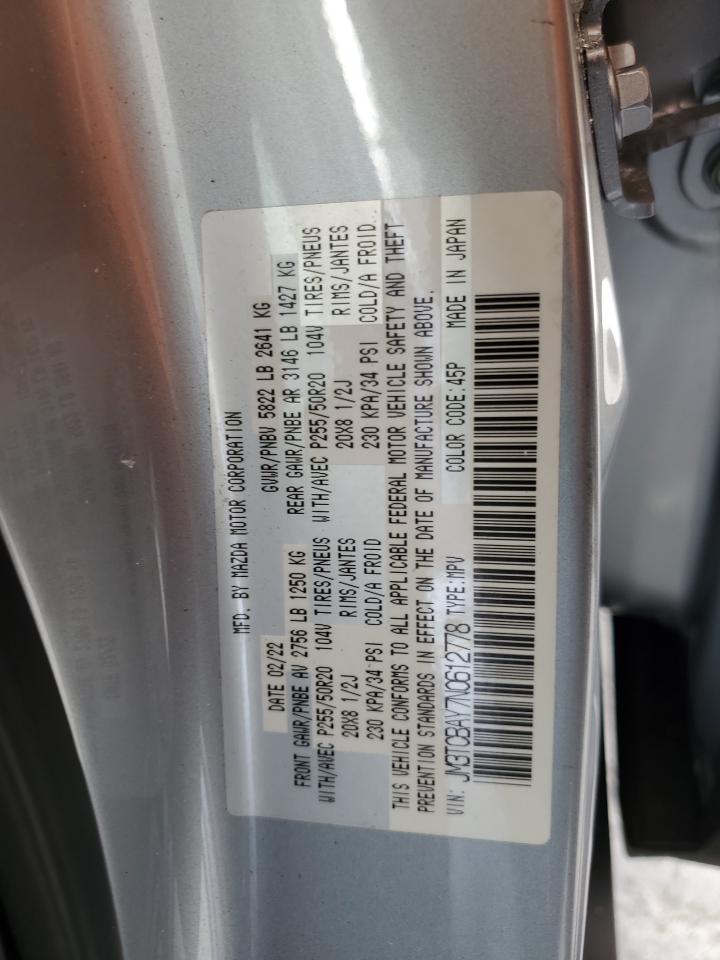 MFD. BY MAZDA MOTOR CORPORATION
DATE 02/22 GVWR/PNBV 5822 LB 2641 KG
FRONT GAWR/PNBE AV 2756 LB 1250 KG REAR GAWR/PNBE AR 3146 LB 1427 KG
WITH/AVEC P255/50R20 104V TIRES/PNEUS WITH/AVEC P255/50R20 104V TIRES/PNEUS
20X8 1/2J RIMS/JANTES 20X8 1/2J RIMS/JANTES
230 KPA/34 PSI COLD/A FROID 230 KPA/34 PSI COLD/A FROID
THIS VEHICLE CONFORMS TO ALL APPLICABLE FEDERAL MOTOR VEHICLE SAFETY AND THEFT
PREVENTION STANDARDS IN EFFECT ON THE DATE OF MANUFACTURE SHOWN ABOVE.
VIN: JM3TCBAY7N0612778 TYPE:MPV COLOR CODE:45P MADE IN JAPAN